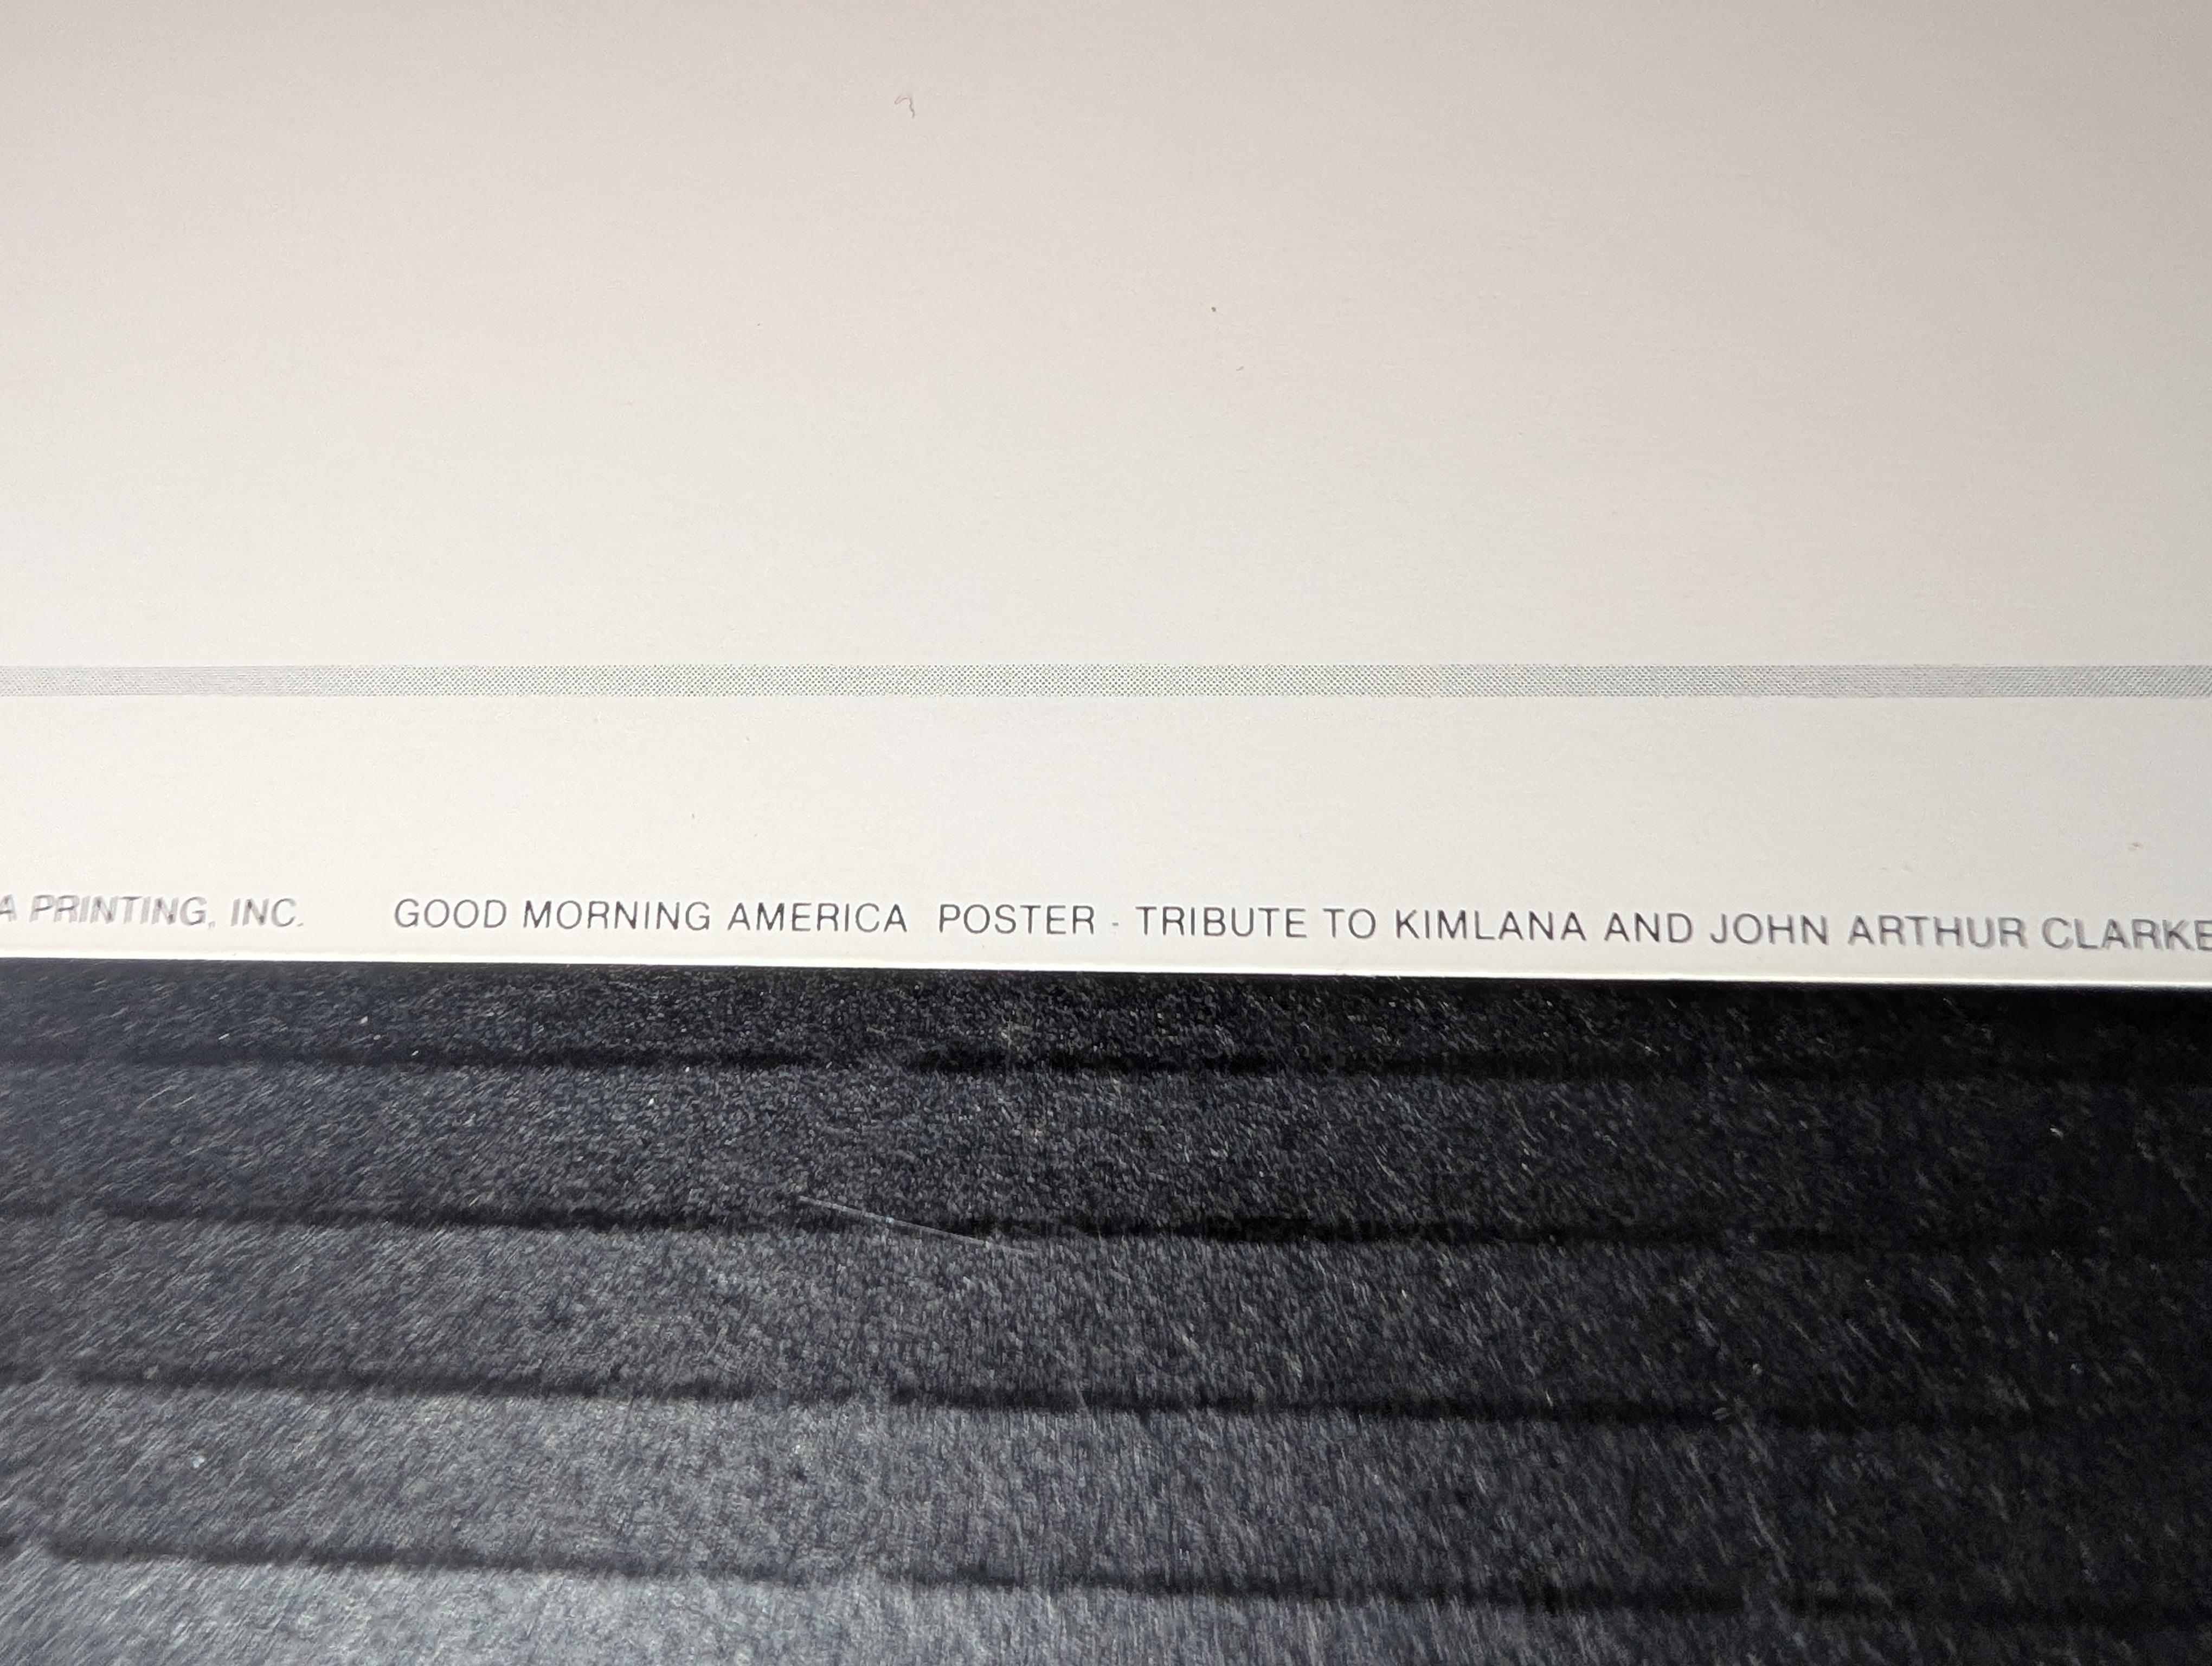 A PRINTING, INC. GOOD MORNING AMERICA POSTER - TRIBUTE TO KIMLANA AND JOHN ARTHUR CLARKE